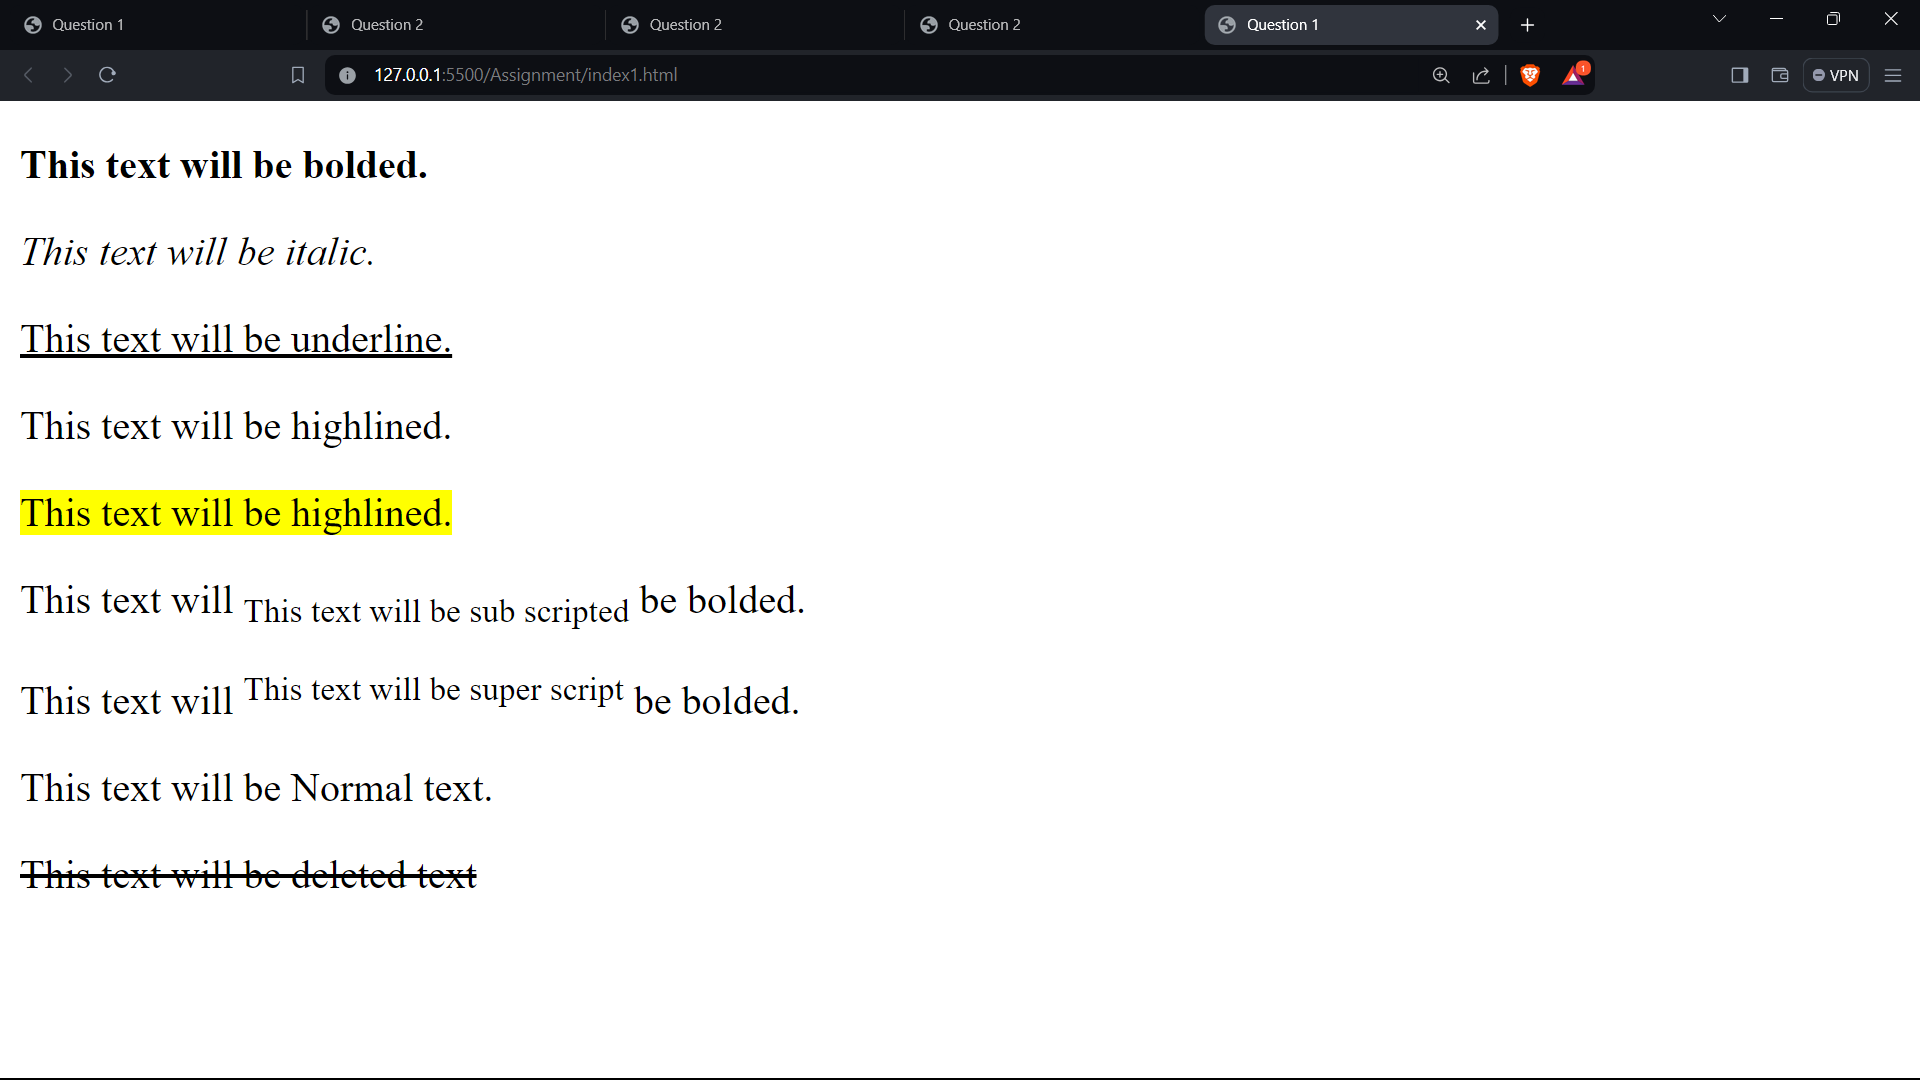 Question 1
Question 2
Question 2
Question 2
Question 1
127.0.0.1:5500/Assignment/index1.html
1
VPN
This text will be bolded.
This text will be italic.
This text will be underline.
This text will be highlined.
This text will be highlined.
This text will This text will be sub scripted be bolded.
This text will This text will be super script be bolded.
This text will be Normal text.
This text will be deleted text